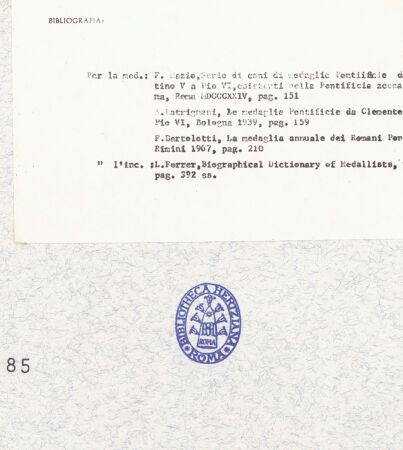 BIBLIOGRAFIA:
Per la med.: F. Mazio,Serie di coni di medaglie Pontificie d
tino V a Pio VI,esistenti nella Pontificia zecca
ma, Roma MDCCCXXIV, pag. 151
A.Patrignani, Le medaglie Pontificie da Clemente
Pio VI, Bologna 1939, pag. 159
F.Bartolotti, La medaglia annuale dei Romani Pon
Rimini 1967, pag. 210
" l'inc. :L.Forrer,Biographical Dictionary of Medallists,
pag. 392 ss.
BIBLIOTHECA HERTZIANA
BH
ROMA
ROMA
85